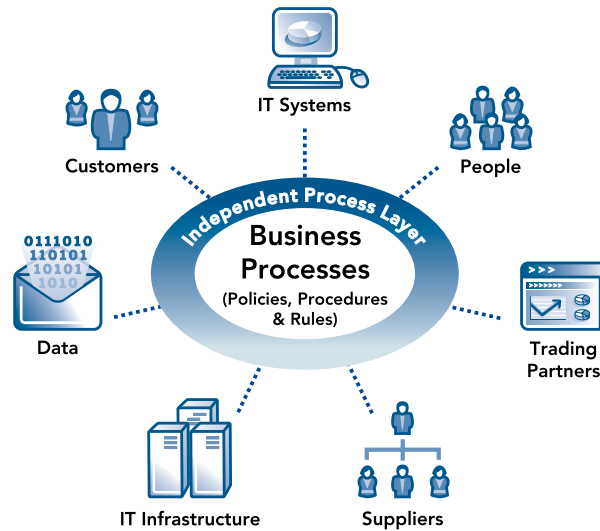 IT Systems
Customers
People
Independent Process Layer
Business
Processes
(Policies, Procedures
& Rules)
0111010
110101
10101
1010
Data
>>>
>>>>>>>>
Trading
Partners
IT Infrastructure
Suppliers